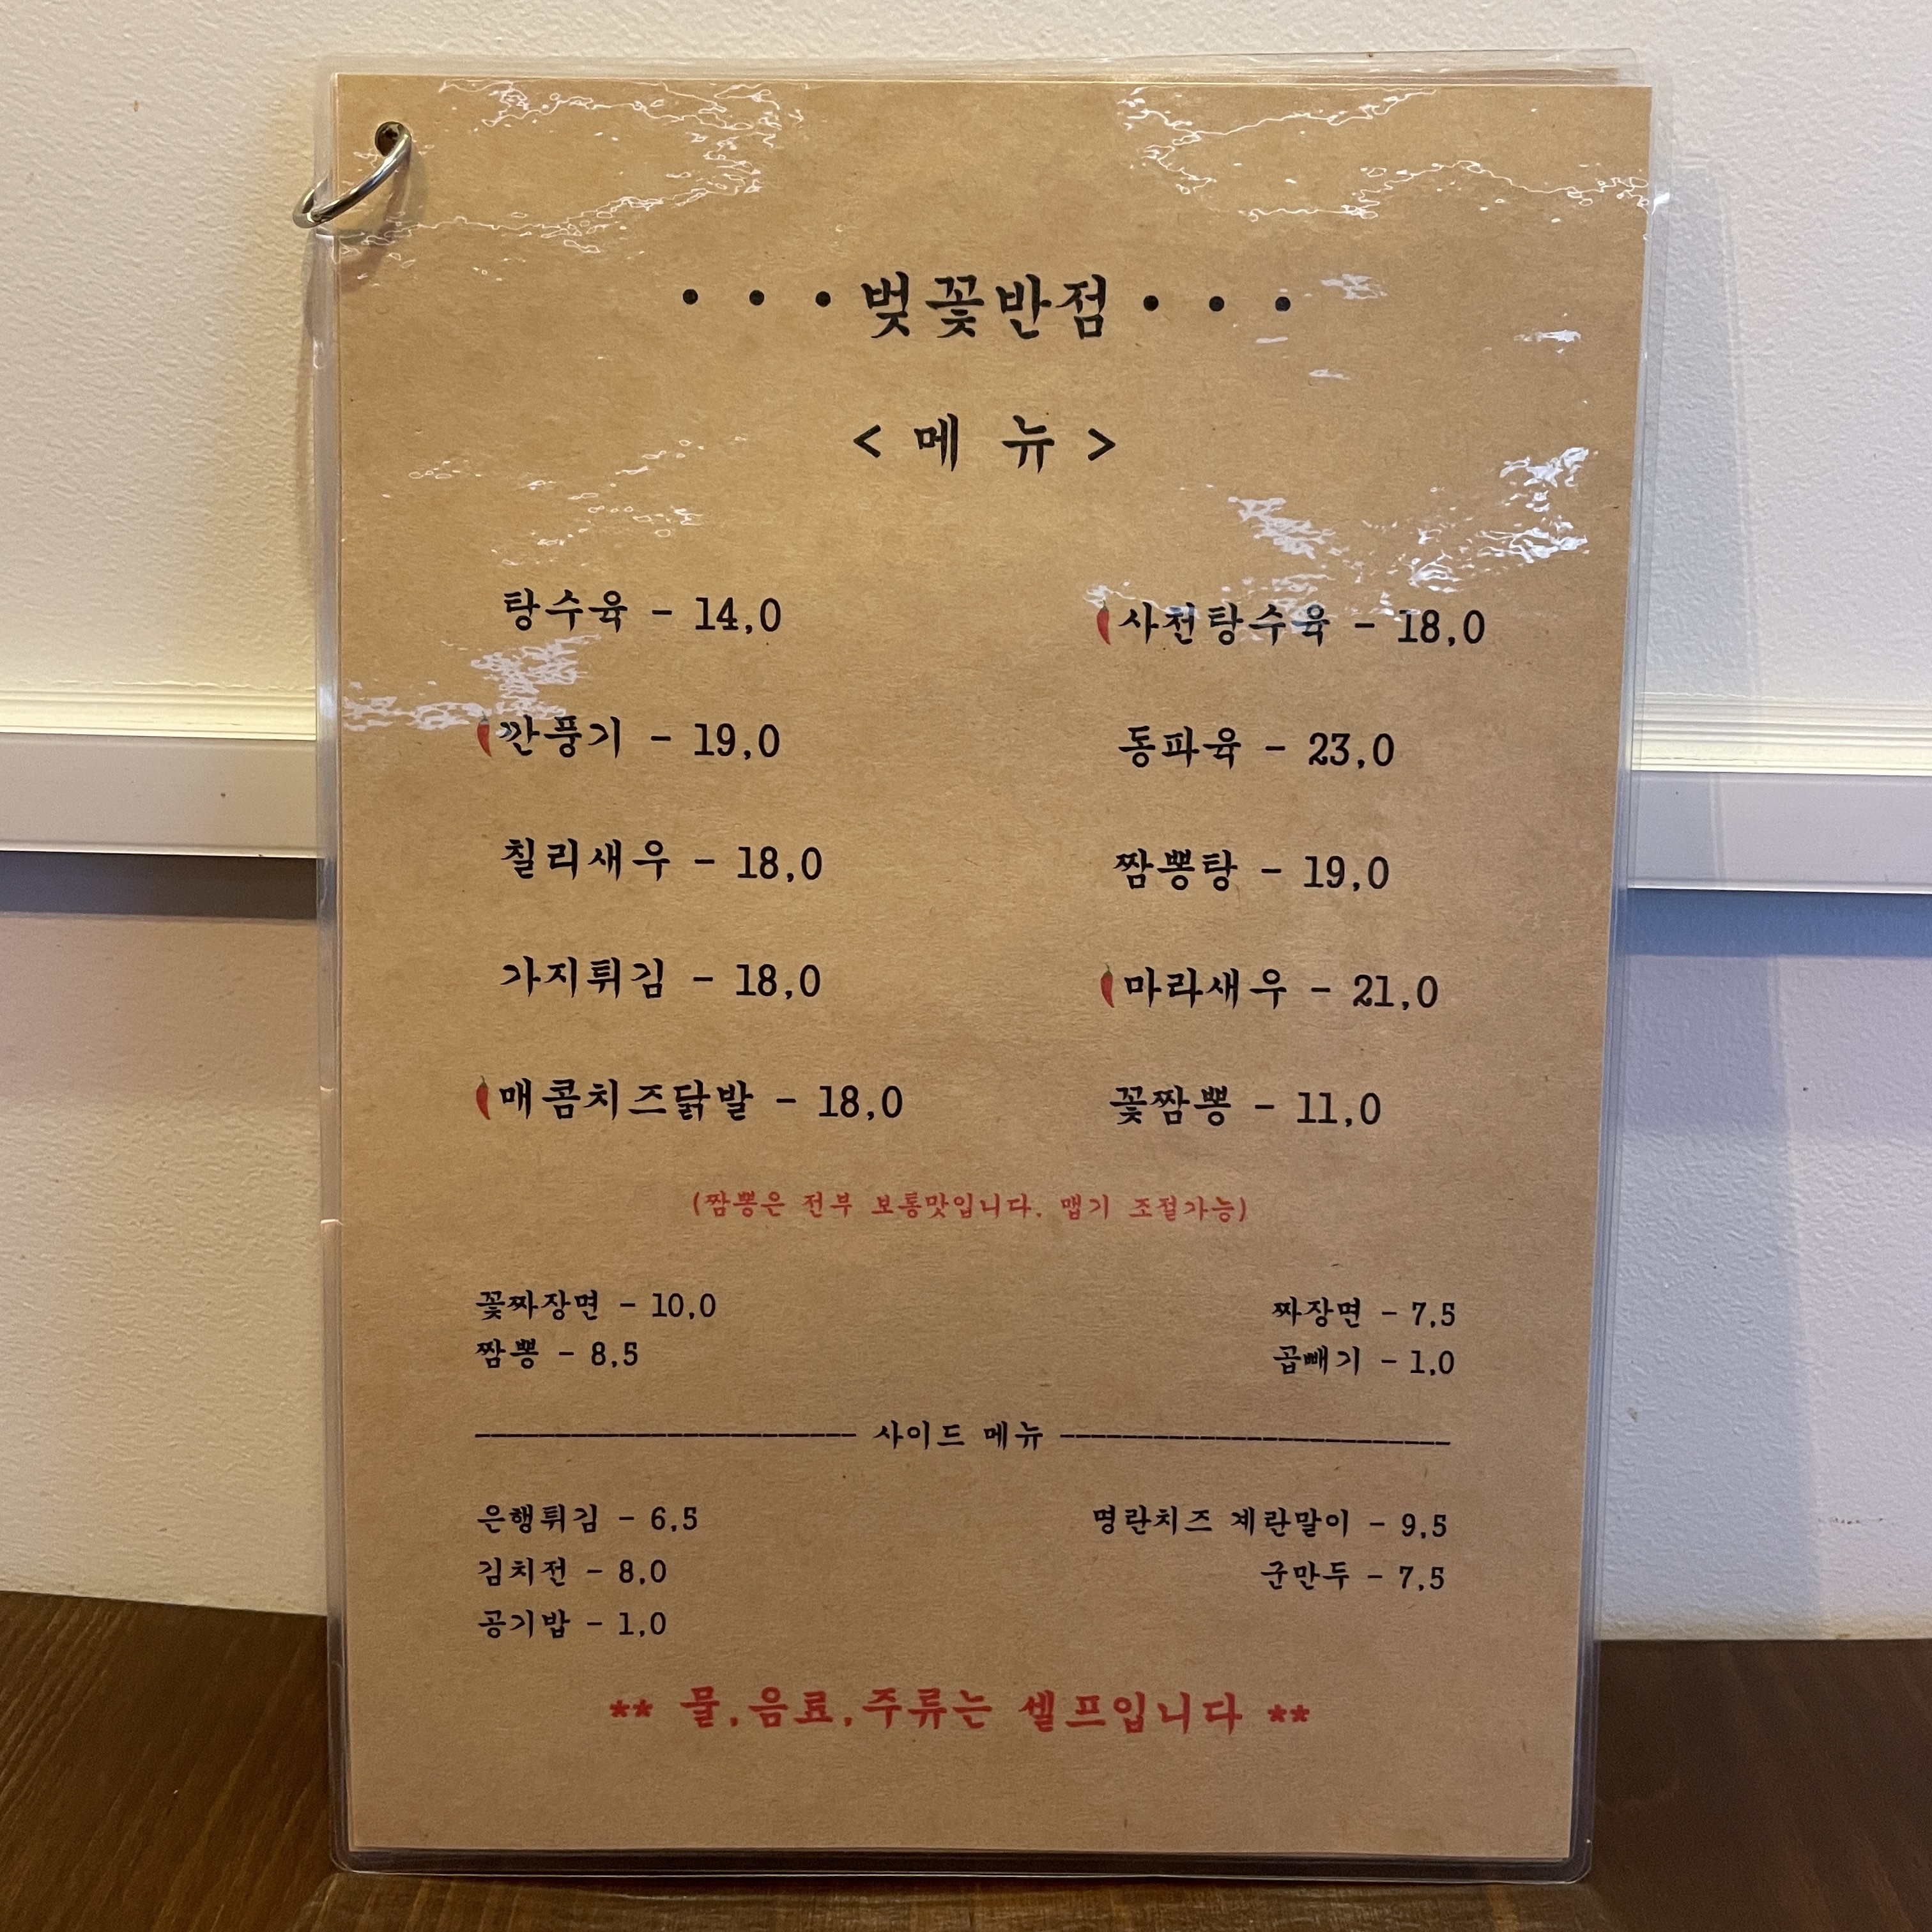 • • • 벚꽃반점 • • •
< 메 뉴 >
탕수육 - 14,0
사천탕수육 - 18,0
깐풍기 - 19,0
동파육 - 23,0
칠리새우 - 18,0
짬뽕탕 - 19,0
가지튀김 - 18,0
마라새우 - 21,0
매콤치즈닭발 - 18,0
꽃짬뽕 - 11,0
(짬뽕은 전부 보통맛입니다. 맵기 조절가능)
꽃짜장면 - 10,0
짜장면 - 7,5
짬뽕 - 8,5
곱빼기 - 1,0
사이드 메뉴
은행튀김 - 6,5
명란치즈 계란말이 - 9,5
김치전 - 8,0
군만두 - 7,5
공기밥 - 1,0
** 물,음료,주류는 셀프입니다 **